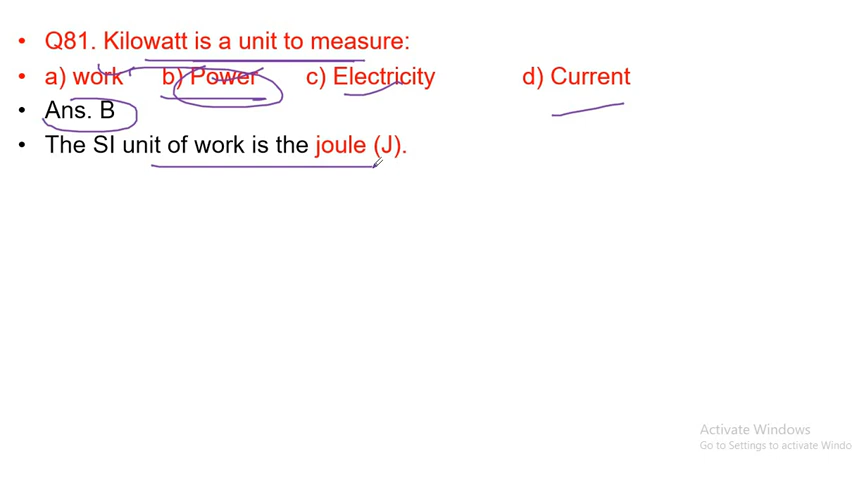 • Q81. Kilowatt is a unit to measure:
• a) work b) Power c) Electricity d) Current
• Ans. B
• The SI unit of work is the joule (J).
Activate Windows
Go to Settings to activate Windo